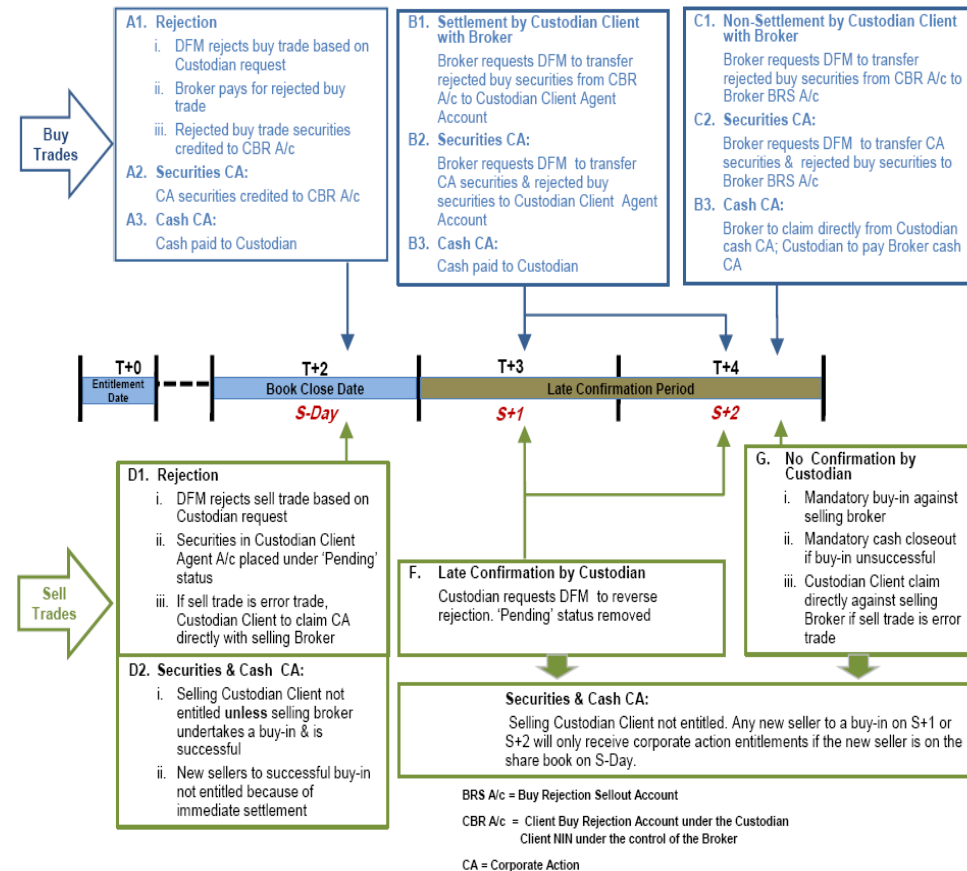 A1. Rejection
i. DFM rejects buy trade based on
Custodian request
ii. Broker pays for rejected buy
trade
iii. Rejected buy trade securities
credited to CBR A/c
A2. Securities CA:
CA securities credited to CBR A/c
A3. Cash CA:
Cash paid to Custodian
B1. Settlement by Custodian Client
with Broker
Broker requests DFM to transfer
rejected buy securities from CBR
A/c to Custodian Client Agent
Account
B2. Securities CA:
Broker requests DFM to transfer
CA securities & rejected buy
securities to Custodian Client Agent
Account
B3. Cash CA:
Cash paid to Custodian
C1. Non-Settlement by Custodian Client
with Broker
Broker requests DFM to transfer
rejected buy securities from CBR A/c to
Broker BRS A/c
C2. Securities CA:
Broker requests DFM to transfer CA
securities & rejected buy securities to
Broker BRS A/c
B3. Cash CA:
Broker to claim directly from Custodian
cash CA; Custodian to pay Broker cash
CA
Buy
Trades
T+0
T+2
T+3
T+4
Entitlement
Date
Book Close Date
Late Confirmation Period
S-Day
S+1
S+2
Sell
Trades
D1. Rejection
i. DFM rejects sell trade based on
Custodian request
ii. Securities in Custodian Client
Agent A/c placed under ‘Pending’
status
iii. If sell trade is error trade,
Custodian Client to claim CA
directly with selling Broker
D2. Securities & Cash CA:
i. Selling Custodian Client not
entitled unless selling broker
undertakes a buy-in & is
successful
ii. New sellers to successful buy-in
not entitled because of
immediate settlement
F. Late Confirmation by Custodian
Custodian requests DFM to reverse
rejection. ‘Pending’ status removed
G. No Confirmation by
Custodian
i. Mandatory buy-in against
selling broker
ii. Mandatory cash closeout
if buy-in unsuccessful
iii. Custodian Client claim
directly against selling
Broker if sell trade is error
trade
Securities & Cash CA:
Selling Custodian Client not entitled. Any new seller to a buy-in on S+1 or
S+2 will only receive corporate action entitlements if the new seller is on the
share book on S-Day.
BRS A/c = Buy Rejection Sellout Account
CBR A/c = Client Buy Rejection Account under the Custodian
Client NIN under the control of the Broker
CA = Corporate Action